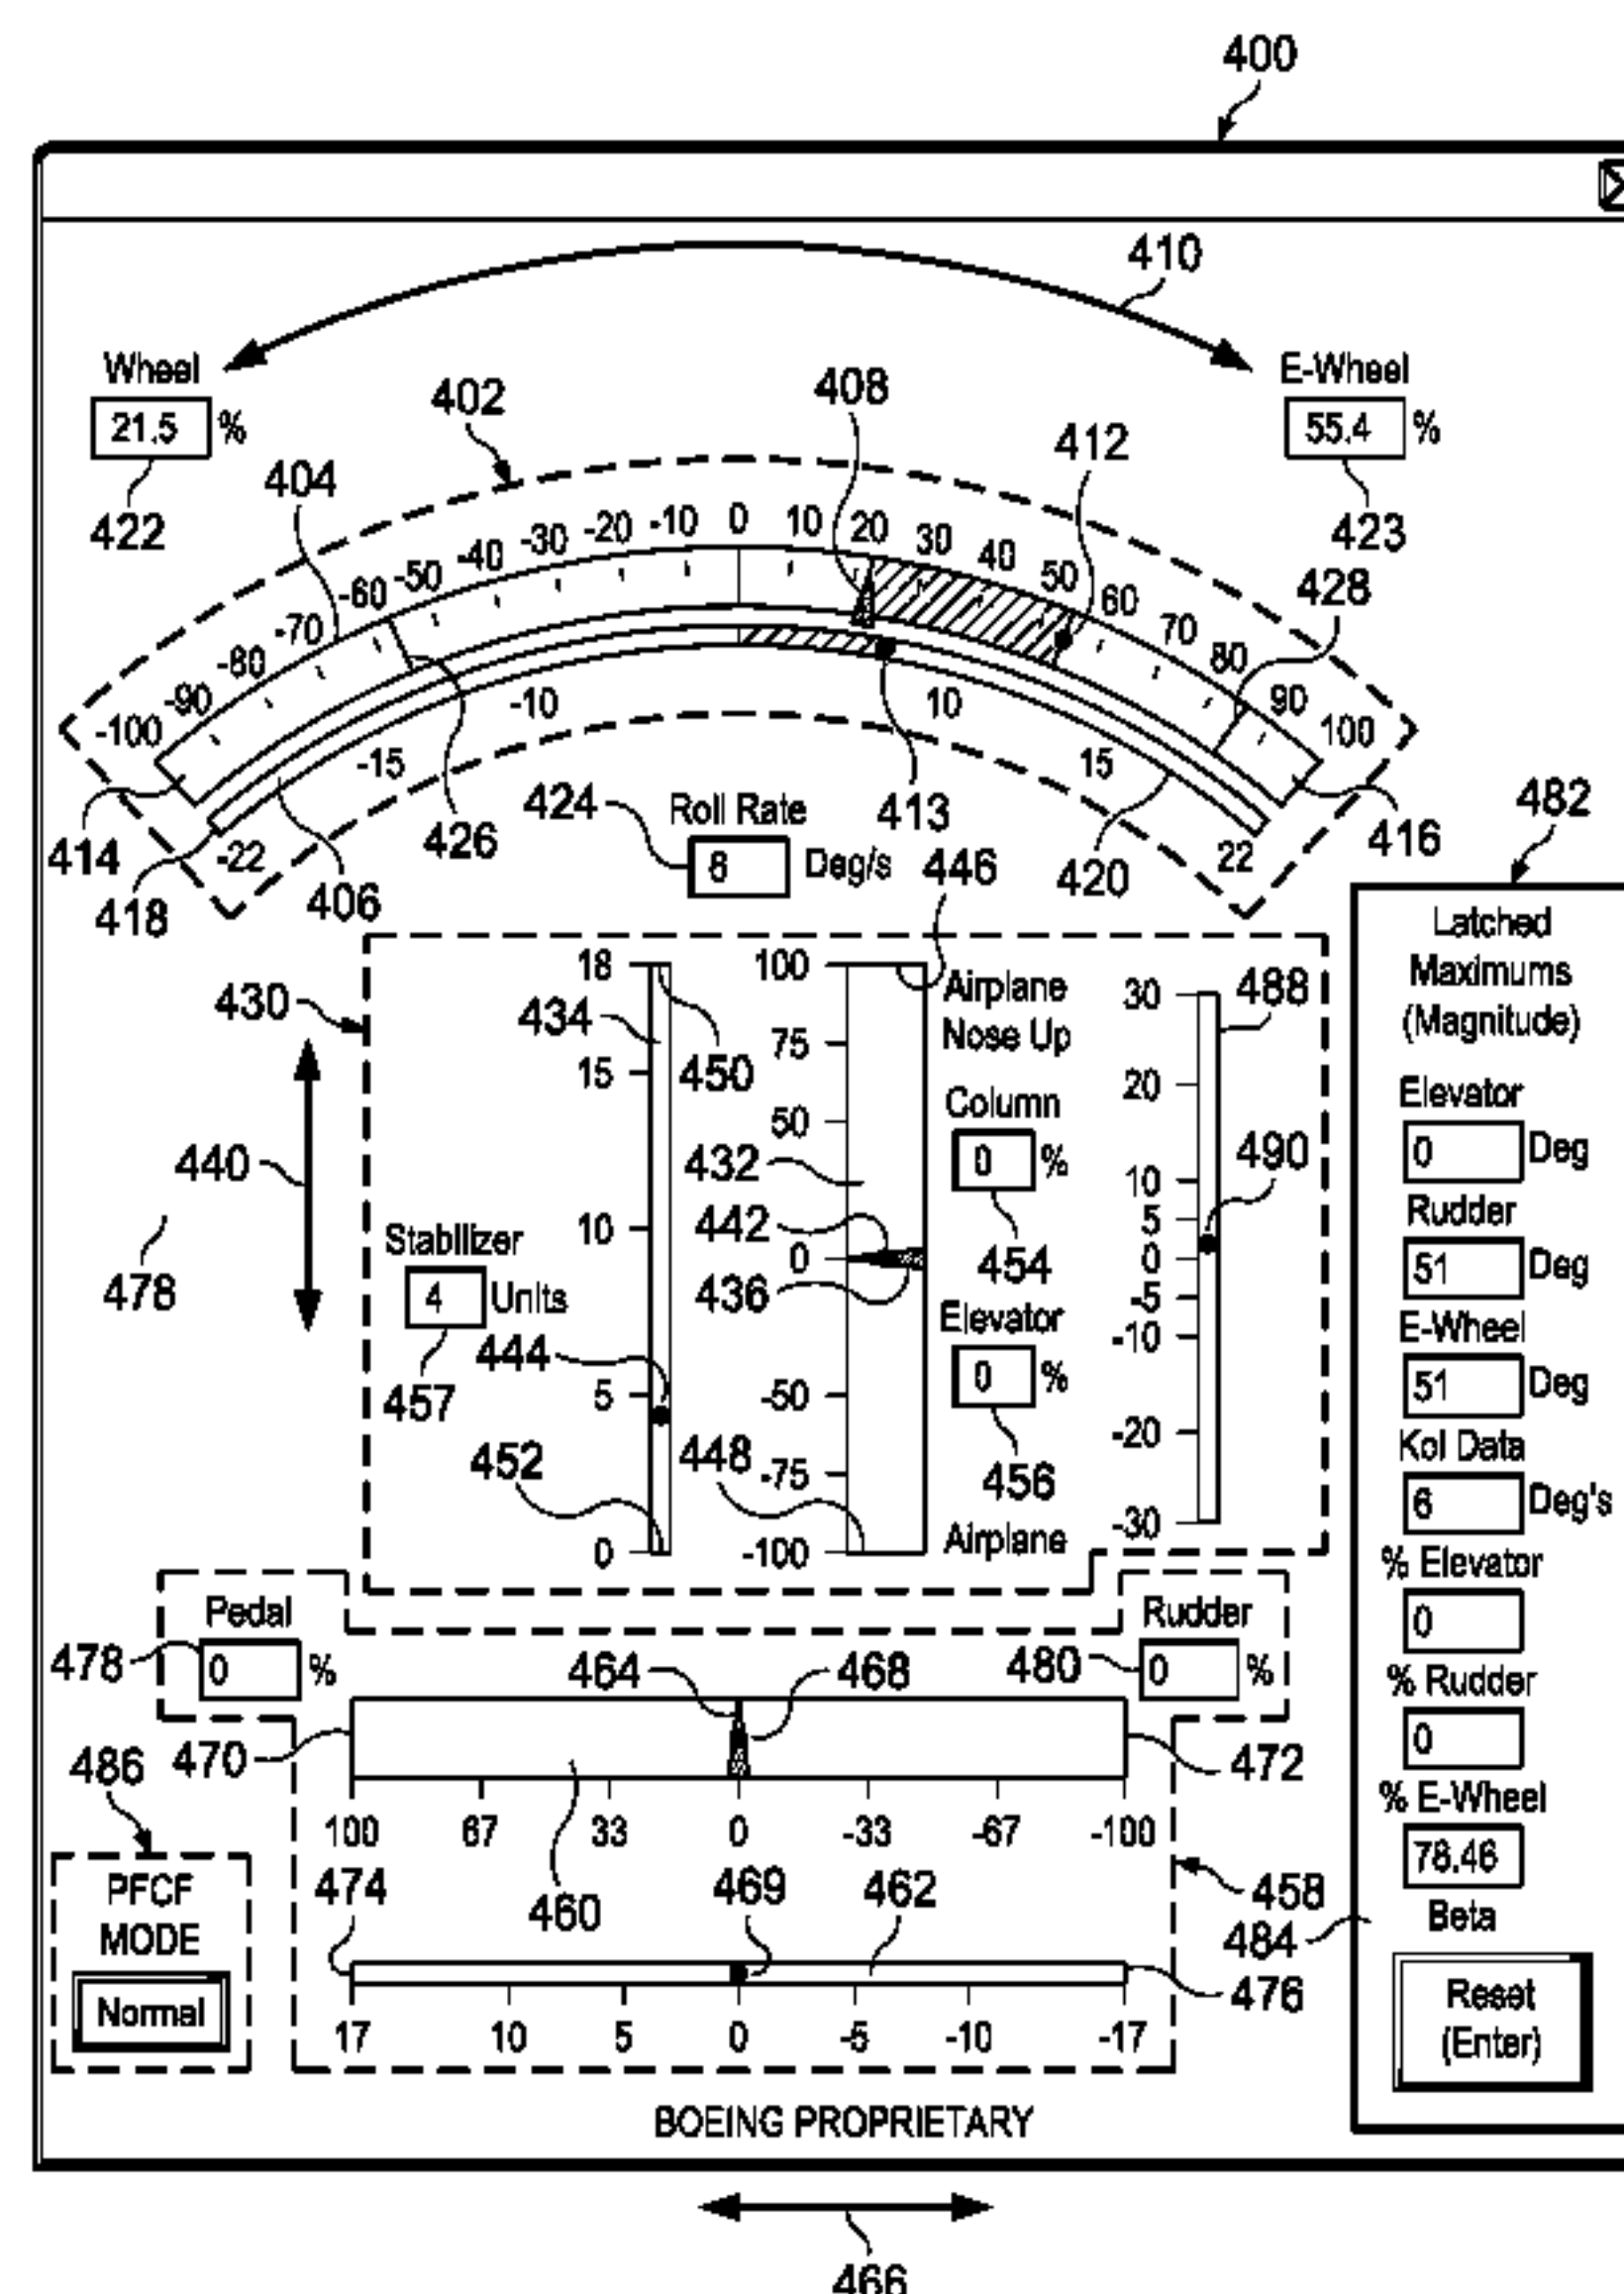 400
410
Wheel
21.5 %
422
E-Wheel
55.4 %
423
402
408
412
404
428
-100 -90 -80 -70 -60 -50 -40 -30 -20 -10 0 10 20 30 40 50 60 70 80 90 100
-22 -15 -10 10 15 22
414
418
406
426
413
420
416
424
Roll Rate
6 Deg/s
446
482
430
18
15
10
5
0
434
450
440
478
Stabilizer
4 Units
457
444
452
100
75
50
0
-50
-75
-100
432
442
436
448
Airplane
Nose Up
Column
0 %
454
Elevator
0 %
456
Airplane
30
20
10
5
0
-5
-10
-20
-30
488
490
Latched
Maximums
(Magnitude)
Elevator
0 Deg
Rudder
51 Deg
E-Wheel
51 Deg
Kol Data
6 Deg's
% Elevator
0
% Rudder
0
% E-Wheel
78.46
Beta
484
Reset
(Enter)
Pedal
478 0 %
464
468
Rudder
480 0 %
470
472
100 67 33 0 -33 -67 -100
486
PFCF
MODE
Normal
474
460
469
462
458
476
17 10 5 0 -5 -10 -17
BOEING PROPRIETARY
466